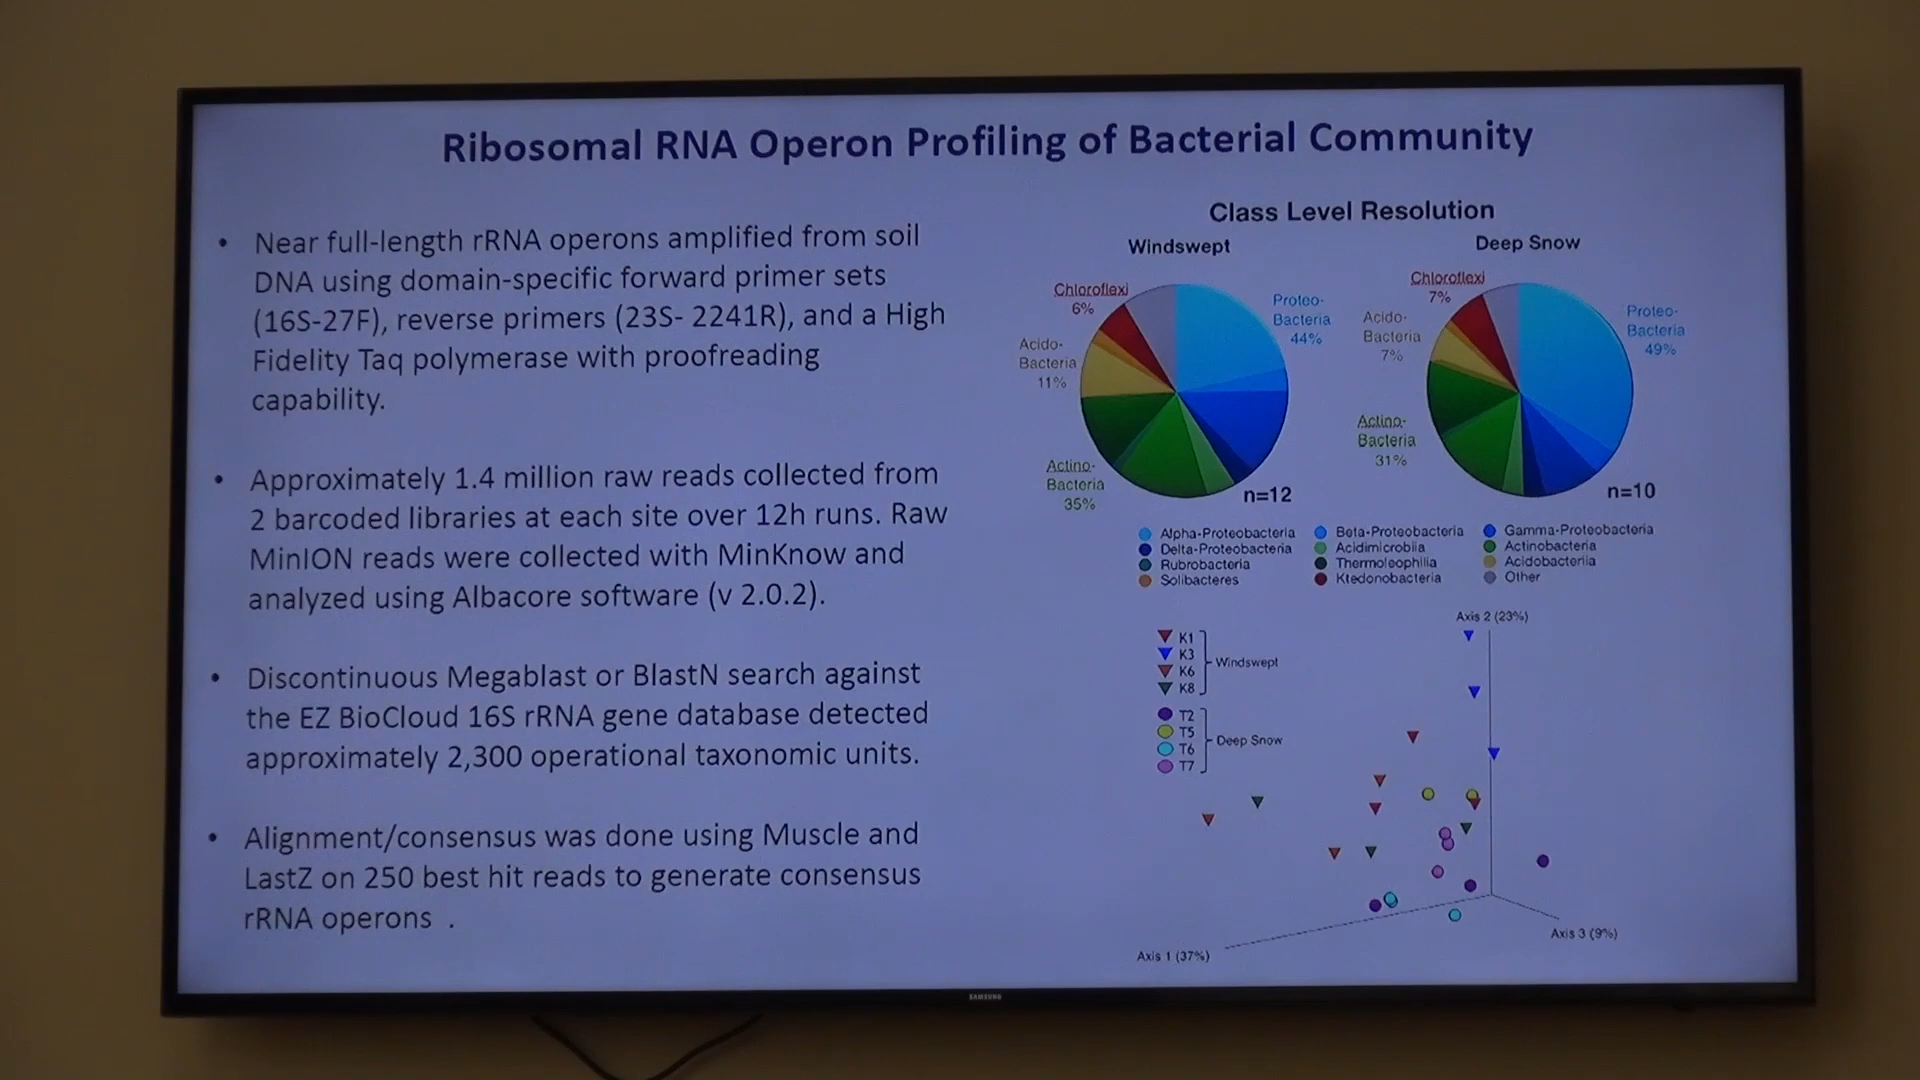 Ribosomal RNA Operon Profiling of Bacterial Community
• Near full-length rRNA operons amplified from soil
DNA using domain-specific forward primer sets
(16S-27F), reverse primers (23S- 2241R), and a High
Fidelity Taq polymerase with proofreading
capability.
• Approximately 1.4 million raw reads collected from
2 barcoded libraries at each site over 12h runs. Raw
MinION reads were collected with MinKnow and
analyzed using Albacore software (v 2.0.2).
• Discontinuous Megablast or BlastN search against
the EZ BioCloud 16S rRNA gene database detected
approximately 2,300 operational taxonomic units.
• Alignment/consensus was done using Muscle and
LastZ on 250 best hit reads to generate consensus
rRNA operons .
Class Level Resolution
Windswept
Chloroflexi
6%
Proteo-
Bacteria
44%
Acido-
Bacteria
11%
Actino-
Bacteria
35%
n=12
Deep Snow
Chloroflexi
7%
Proteo-
Bacteria
49%
Acido-
Bacteria
7%
Actino-
Bacteria
31%
n=10
Alpha-Proteobacteria Beta-Proteobacteria Gamma-Proteobacteria
Delta-Proteobacteria Acidimicrobiia Actinobacteria
Rubrobacteria Thermoleophilia Acidobacteriia
Solibacteres Ktedonobacteria Other
K1
K3
K6
K8
Windswept
T2
T5
T6
T7
Deep Snow
Axis 2 (23%)
Axis 3 (9%)
Axis 1 (37%)
SAMSUNG